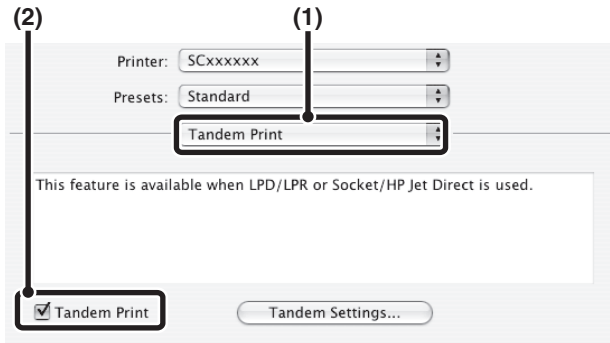 (2)
(1)
Printer: SCxxxxxx
Presets: Standard
Tandem Print
This feature is available when LPD/LPR or Socket/HP Jet Direct is used.
Tandem Print
Tandem Settings...